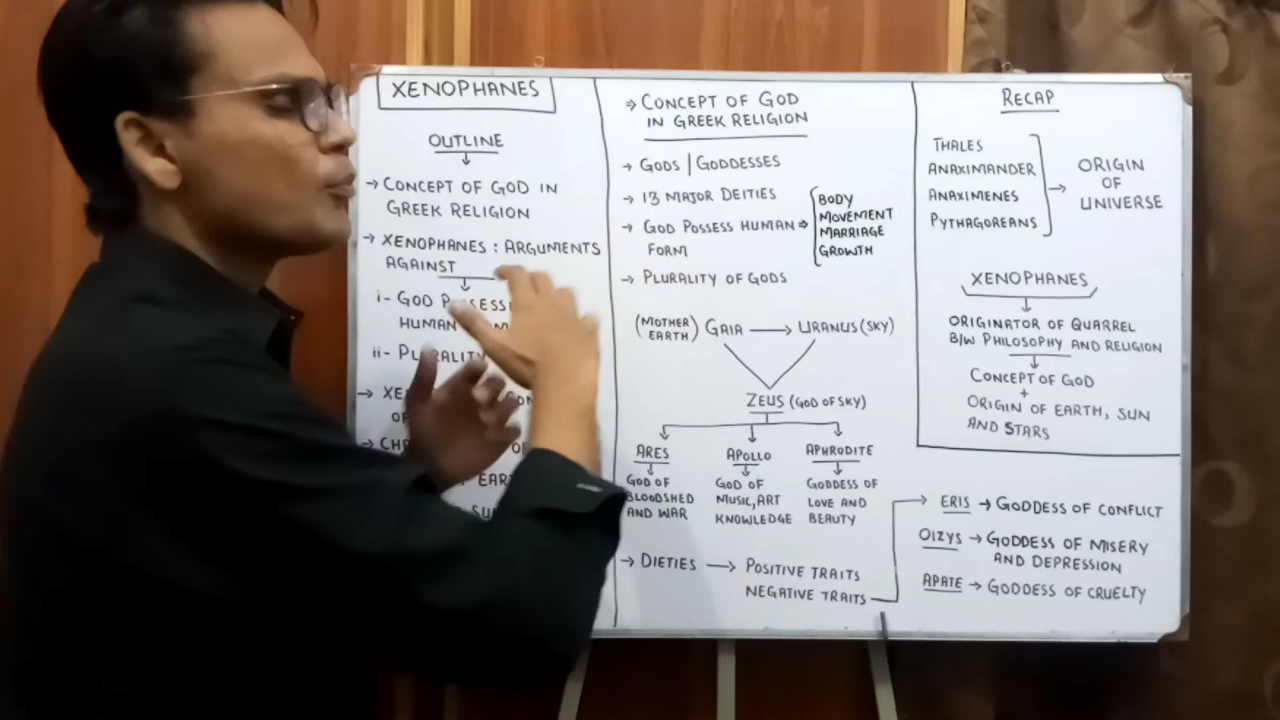 XENOPHANES
OUTLINE
→ CONCEPT OF GOD IN
GREEK RELIGION
→ XENOPHANES : ARGUMENTS
AGAINST
i- GOD
HUMAN
ii- PLURALITY
→
→
⇒ CONCEPT OF GOD
IN GREEK RELIGION
→ GODS | GODDESSES
→ 13 MAJOR DEITIES
→ GOD POSSESS HUMAN ⇒
FORM
BODY
MOVEMENT
MARRIAGE
GROWTH
→ PLURALITY OF GODS
(MOTHER EARTH) GAIA → URANUS (SKY)
ZEUS (GOD OF SKY)
ARES
GOD OF
BLOODSHED
AND WAR
APOLLO
GOD OF
MUSIC, ART
KNOWLEDGE
APHRODITE
GODDESS OF
LOVE AND
BEAUTY
→ DIETIES → POSITIVE TRAITS
NEGATIVE TRAITS
RECAP
THALES
ANAXIMANDER
ANAXIMENES
PYTHAGOREANS
→ ORIGIN
OF
UNIVERSE
XENOPHANES
ORIGINATOR OF QUARREL
B/W PHILOSOPHY AND RELIGION
CONCEPT OF GOD
+
ORIGIN OF EARTH, SUN
AND STARS
ERIS → GODDESS OF CONFLICT
OIZYS → GODDESS OF MISERY
AND DEPRESSION
APATE → GODDESS OF CRUELTY